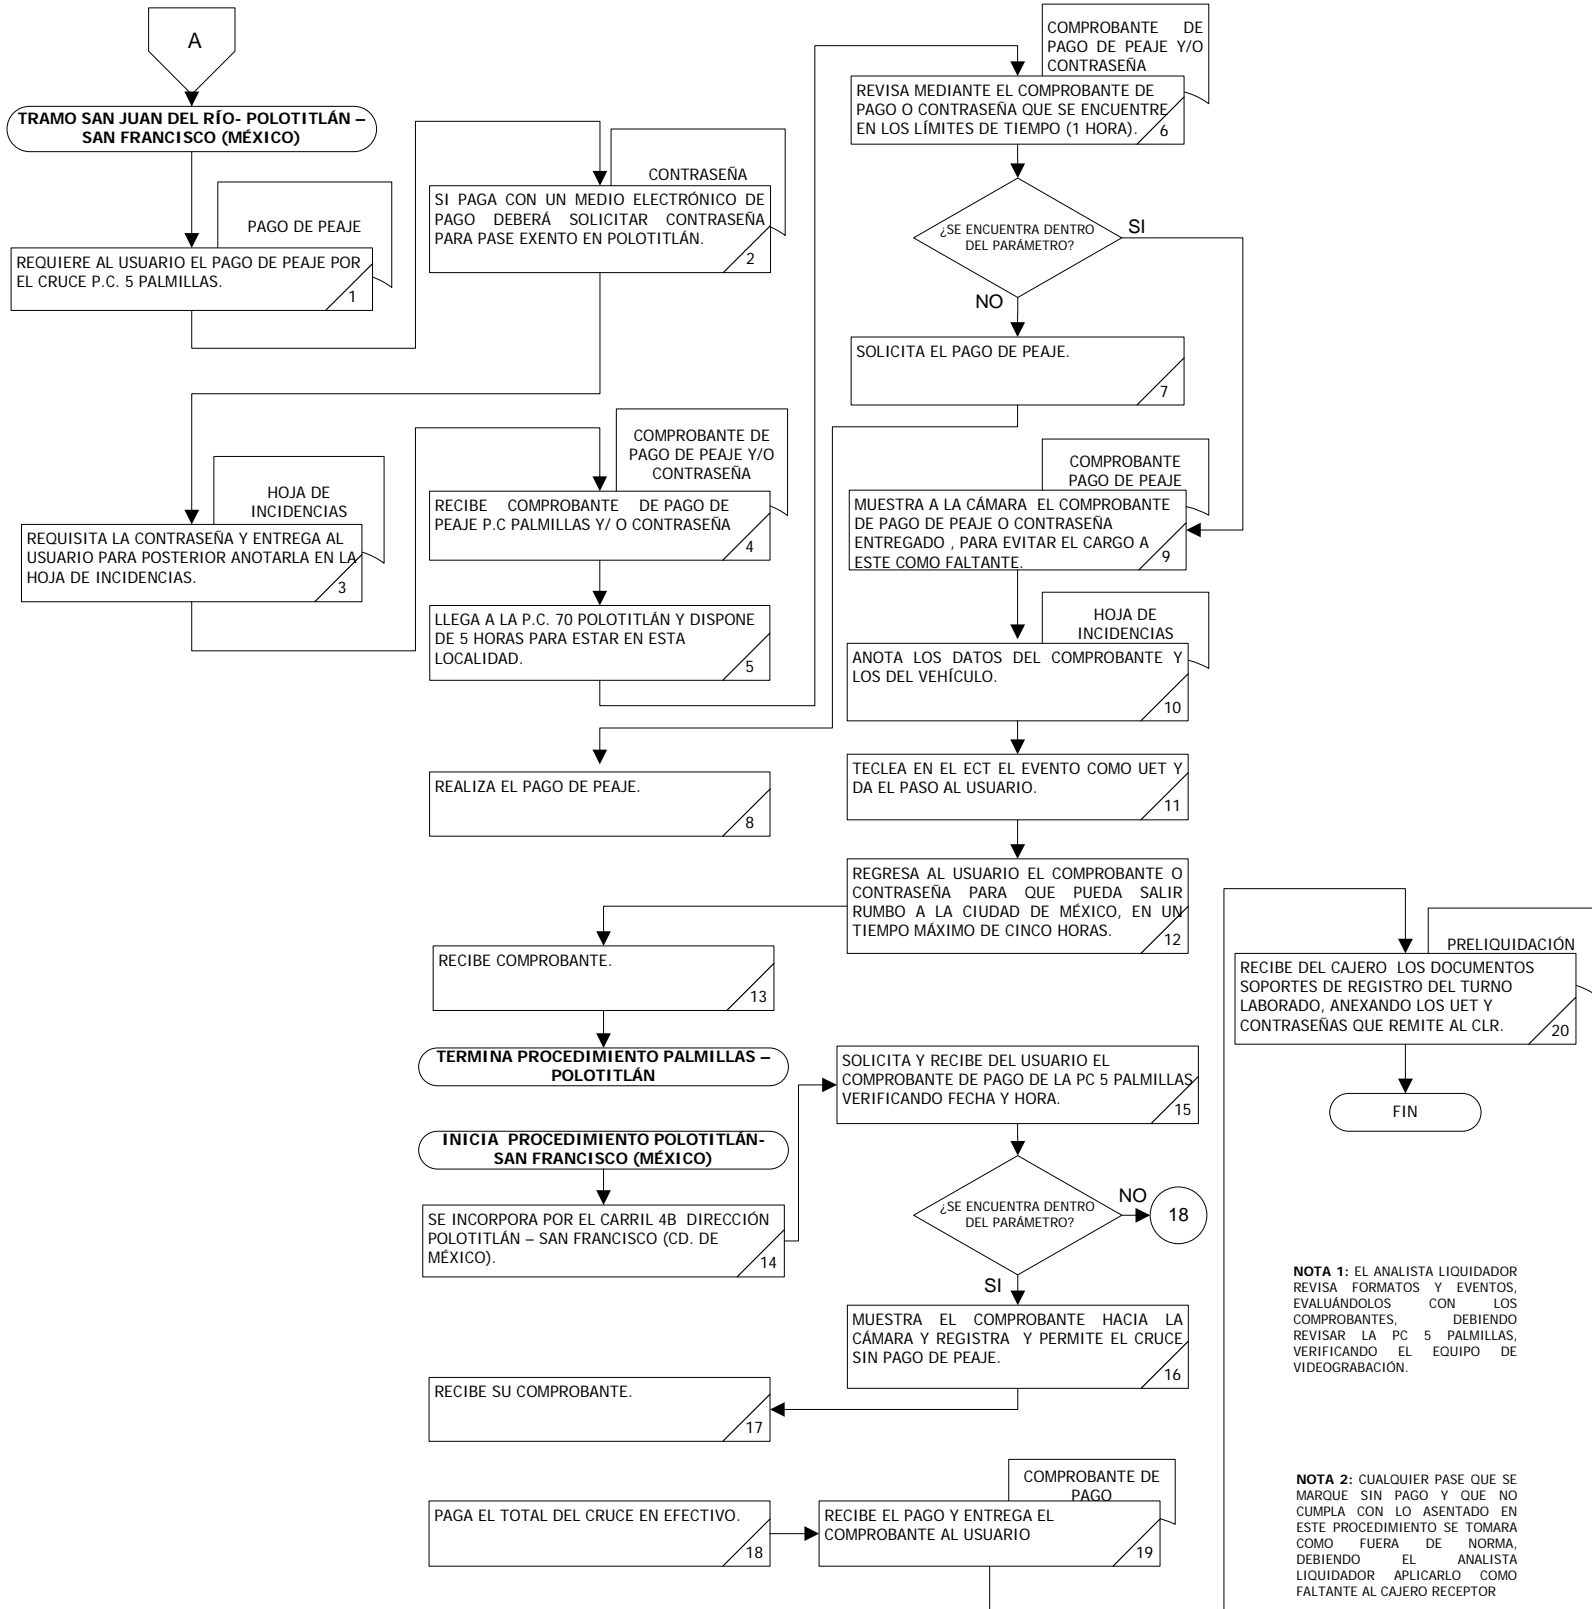 A
TRAMO SAN JUAN DEL RÍO- POLOTITLÁN –
SAN FRANCISCO (MÉXICO)
PAGO DE PEAJE
REQUIERE AL USUARIO EL PAGO DE PEAJE POR
EL CRUCE P.C. 5 PALMILLAS.
1
CONTRASEÑA
SI PAGA CON UN MEDIO ELECTRÓNICO DE
PAGO DEBERÁ SOLICITAR CONTRASEÑA
PARA PASE EXENTO EN POLOTITLÁN.
2
HOJA DE
INCIDENCIAS
REQUISITA LA CONTRASEÑA Y ENTREGA AL
USUARIO PARA POSTERIOR ANOTARLA EN LA
HOJA DE INCIDENCIAS.
3
COMPROBANTE DE
PAGO DE PEAJE Y/O
CONTRASEÑA
RECIBE COMPROBANTE DE PAGO DE
PEAJE P.C PALMILLAS Y/ O CONTRASEÑA
4
LLEGA A LA P.C. 70 POLOTITLÁN Y DISPONE
DE 5 HORAS PARA ESTAR EN ESTA
LOCALIDAD.
5
COMPROBANTE DE
PAGO DE PEAJE Y/O
CONTRASEÑA
REVISA MEDIANTE EL COMPROBANTE DE
PAGO O CONTRASEÑA QUE SE ENCUENTRE
EN LOS LÍMITES DE TIEMPO (1 HORA).
6
¿SE ENCUENTRA DENTRO
DEL PARÁMETRO?
SI
NO
SOLICITA EL PAGO DE PEAJE.
7
REALIZA EL PAGO DE PEAJE.
8
COMPROBANTE
PAGO DE PEAJE
MUESTRA A LA CÁMARA EL COMPROBANTE
DE PAGO DE PEAJE O CONTRASEÑA
ENTREGADO , PARA EVITAR EL CARGO A
ESTE COMO FALTANTE.
9
HOJA DE
INCIDENCIAS
ANOTA LOS DATOS DEL COMPROBANTE Y
LOS DEL VEHÍCULO.
10
TECLEA EN EL ECT EL EVENTO COMO UET Y
DA EL PASO AL USUARIO.
11
REGRESA AL USUARIO EL COMPROBANTE O
CONTRASEÑA PARA QUE PUEDA SALIR
RUMBO A LA CIUDAD DE MÉXICO, EN UN
TIEMPO MÁXIMO DE CINCO HORAS.
12
RECIBE COMPROBANTE.
13
TERMINA PROCEDIMIENTO PALMILLAS –
POLOTITLÁN
INICIA PROCEDIMIENTO POLOTITLÁN-
SAN FRANCISCO (MÉXICO)
SE INCORPORA POR EL CARRIL 4B DIRECCIÓN
POLOTITLÁN – SAN FRANCISCO (CD. DE
MÉXICO).
14
SOLICITA Y RECIBE DEL USUARIO EL
COMPROBANTE DE PAGO DE LA PC 5 PALMILLAS
VERIFICANDO FECHA Y HORA.
15
¿SE ENCUENTRA DENTRO
DEL PARÁMETRO?
NO
18
SI
MUESTRA EL COMPROBANTE HACIA LA
CÁMARA Y REGISTRA Y PERMITE EL CRUCE
SIN PAGO DE PEAJE.
16
RECIBE SU COMPROBANTE.
17
PAGA EL TOTAL DEL CRUCE EN EFECTIVO.
18
COMPROBANTE DE
PAGO
RECIBE EL PAGO Y ENTREGA EL
COMPROBANTE AL USUARIO
19
PRELIQUIDACIÓN
RECIBE DEL CAJERO LOS DOCUMENTOS
SOPORTES DE REGISTRO DEL TURNO
LABORADO, ANEXANDO LOS UET Y
CONTRASEÑAS QUE REMITE AL CLR.
20
FIN
NOTA 1: EL ANALISTA LIQUIDADOR
REVISA FORMATOS Y EVENTOS,
EVALUÁNDOLOS CON LOS
COMPROBANTES, DEBIENDO
REVISAR LA PC 5 PALMILLAS,
VERIFICANDO EL EQUIPO DE
VIDEOGRABACIÓN.
NOTA 2: CUALQUIER PASE QUE SE
MARQUE SIN PAGO Y QUE NO
CUMPLA CON LO ASENTADO EN
ESTE PROCEDIMIENTO SE TOMARA
COMO FUERA DE NORMA,
DEBIENDO EL ANALISTA
LIQUIDADOR APLICARLO COMO
FALTANTE AL CAJERO RECEPTOR